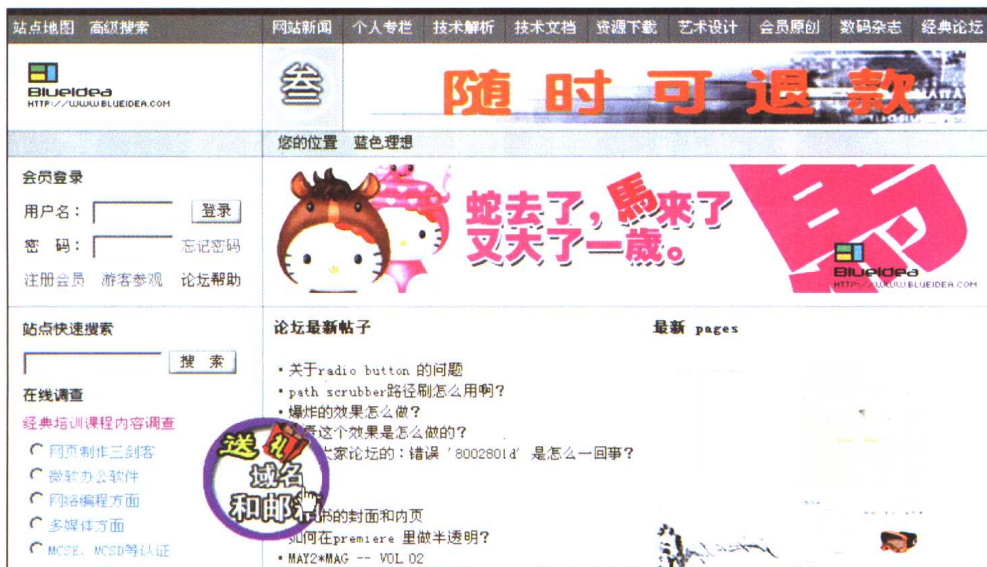 站点地图 高级搜索 网站新闻 个人专栏 技术解析 技术文档 资源下载 艺术设计 会员原创 数码杂志 经典论坛
BlueIdea
HTTP://WWW.BLUEIDEA.COM
叁
随时可退款
您的位置 蓝色理想
会员登录
用户名：
登录
密 码：
忘记密码
注册会员 游客参观 论坛帮助
蛇去了，馬來了
又大了一歲。
馬
BlueIdea
HTTP://WWW.BLUEIDEA.COM
站点快速搜索
搜 索
在线调查
经典培训课程内容调查
网页制作三剑客
微软办公软件
网络编程方面
多媒体方面
MCSE、MCSD等认证
送礼
域名
和邮
论坛最新帖子
·关于radio button 的问题
·path scrubber路径刷怎么用啊？
·爆炸的效果怎么做？
这个效果是怎么做的？
大家论坛的：错误 '8002801d' 是怎么一回事？
书的封面和内页
如何在premiere 里做半透明？
·MAY2*MAG -- VOL 02
最新 pages